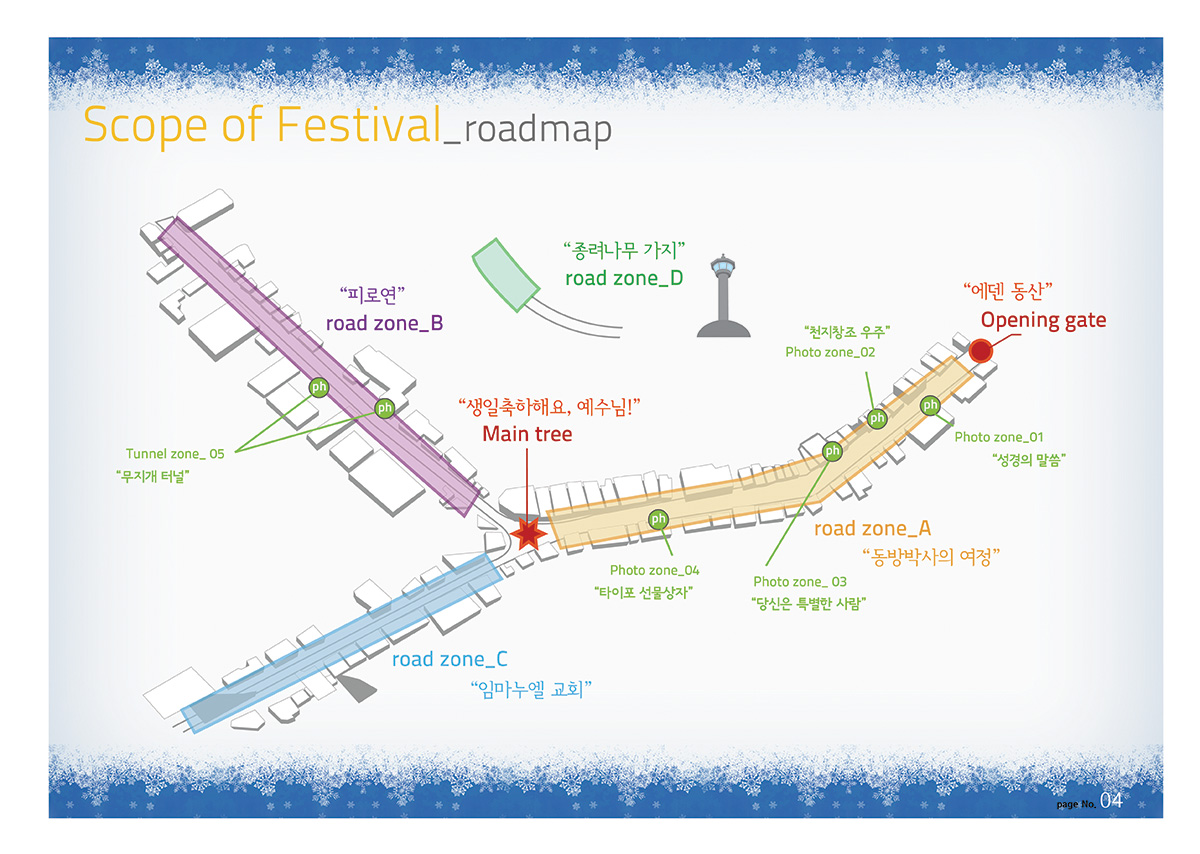 Scope of Festival_roadmap
“종려나무 가지”
road zone_D
“피로연”
road zone_B
“에덴 동산”
Opening gate
“천지창조 우주”
Photo zone_02
ph
ph
ph
ph
ph
ph
“생일축하해요, 예수님!”
Main tree
Photo zone_01
“성경의 말씀”
Tunnel zone_ 05
“무지개 터널”
road zone_A
“동방박사의 여정”
Photo zone_04
“타이포 선물상자”
Photo zone_ 03
“당신은 특별한 사람”
road zone_C
“임마누엘 교회”
page No. 04